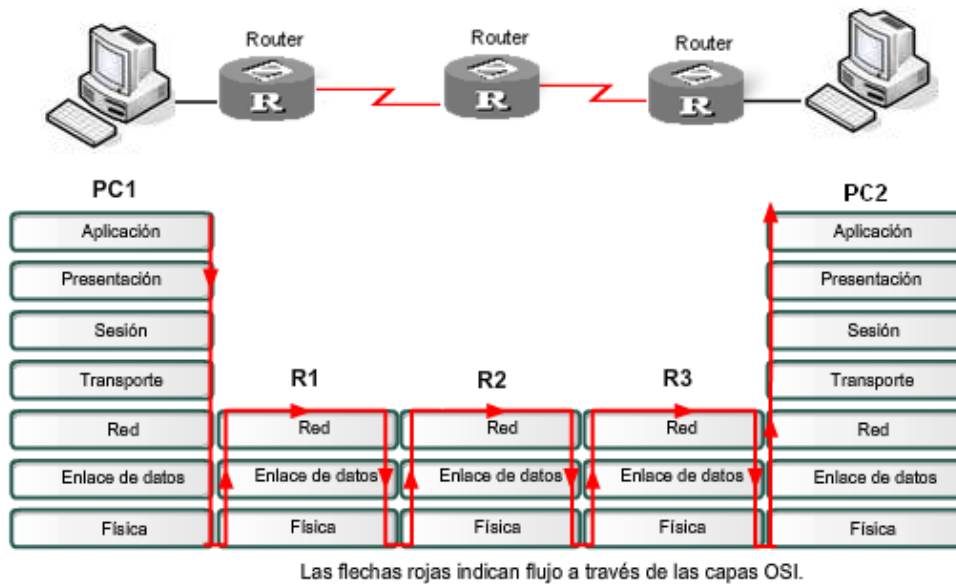 Router
Router
Router
R
R
R
PC1
PC2
Aplicación
Aplicación
Presentación
Presentación
Sesión
Sesión
Transporte
R1
R2
R3
Transporte
Red
Red
Red
Red
Red
Enlace de datos
Enlace de datos
Enlace de datos
Enlace de datos
Enlace de datos
Física
Física
Física
Física
Física
Las flechas rojas indican flujo a través de las capas OSI.